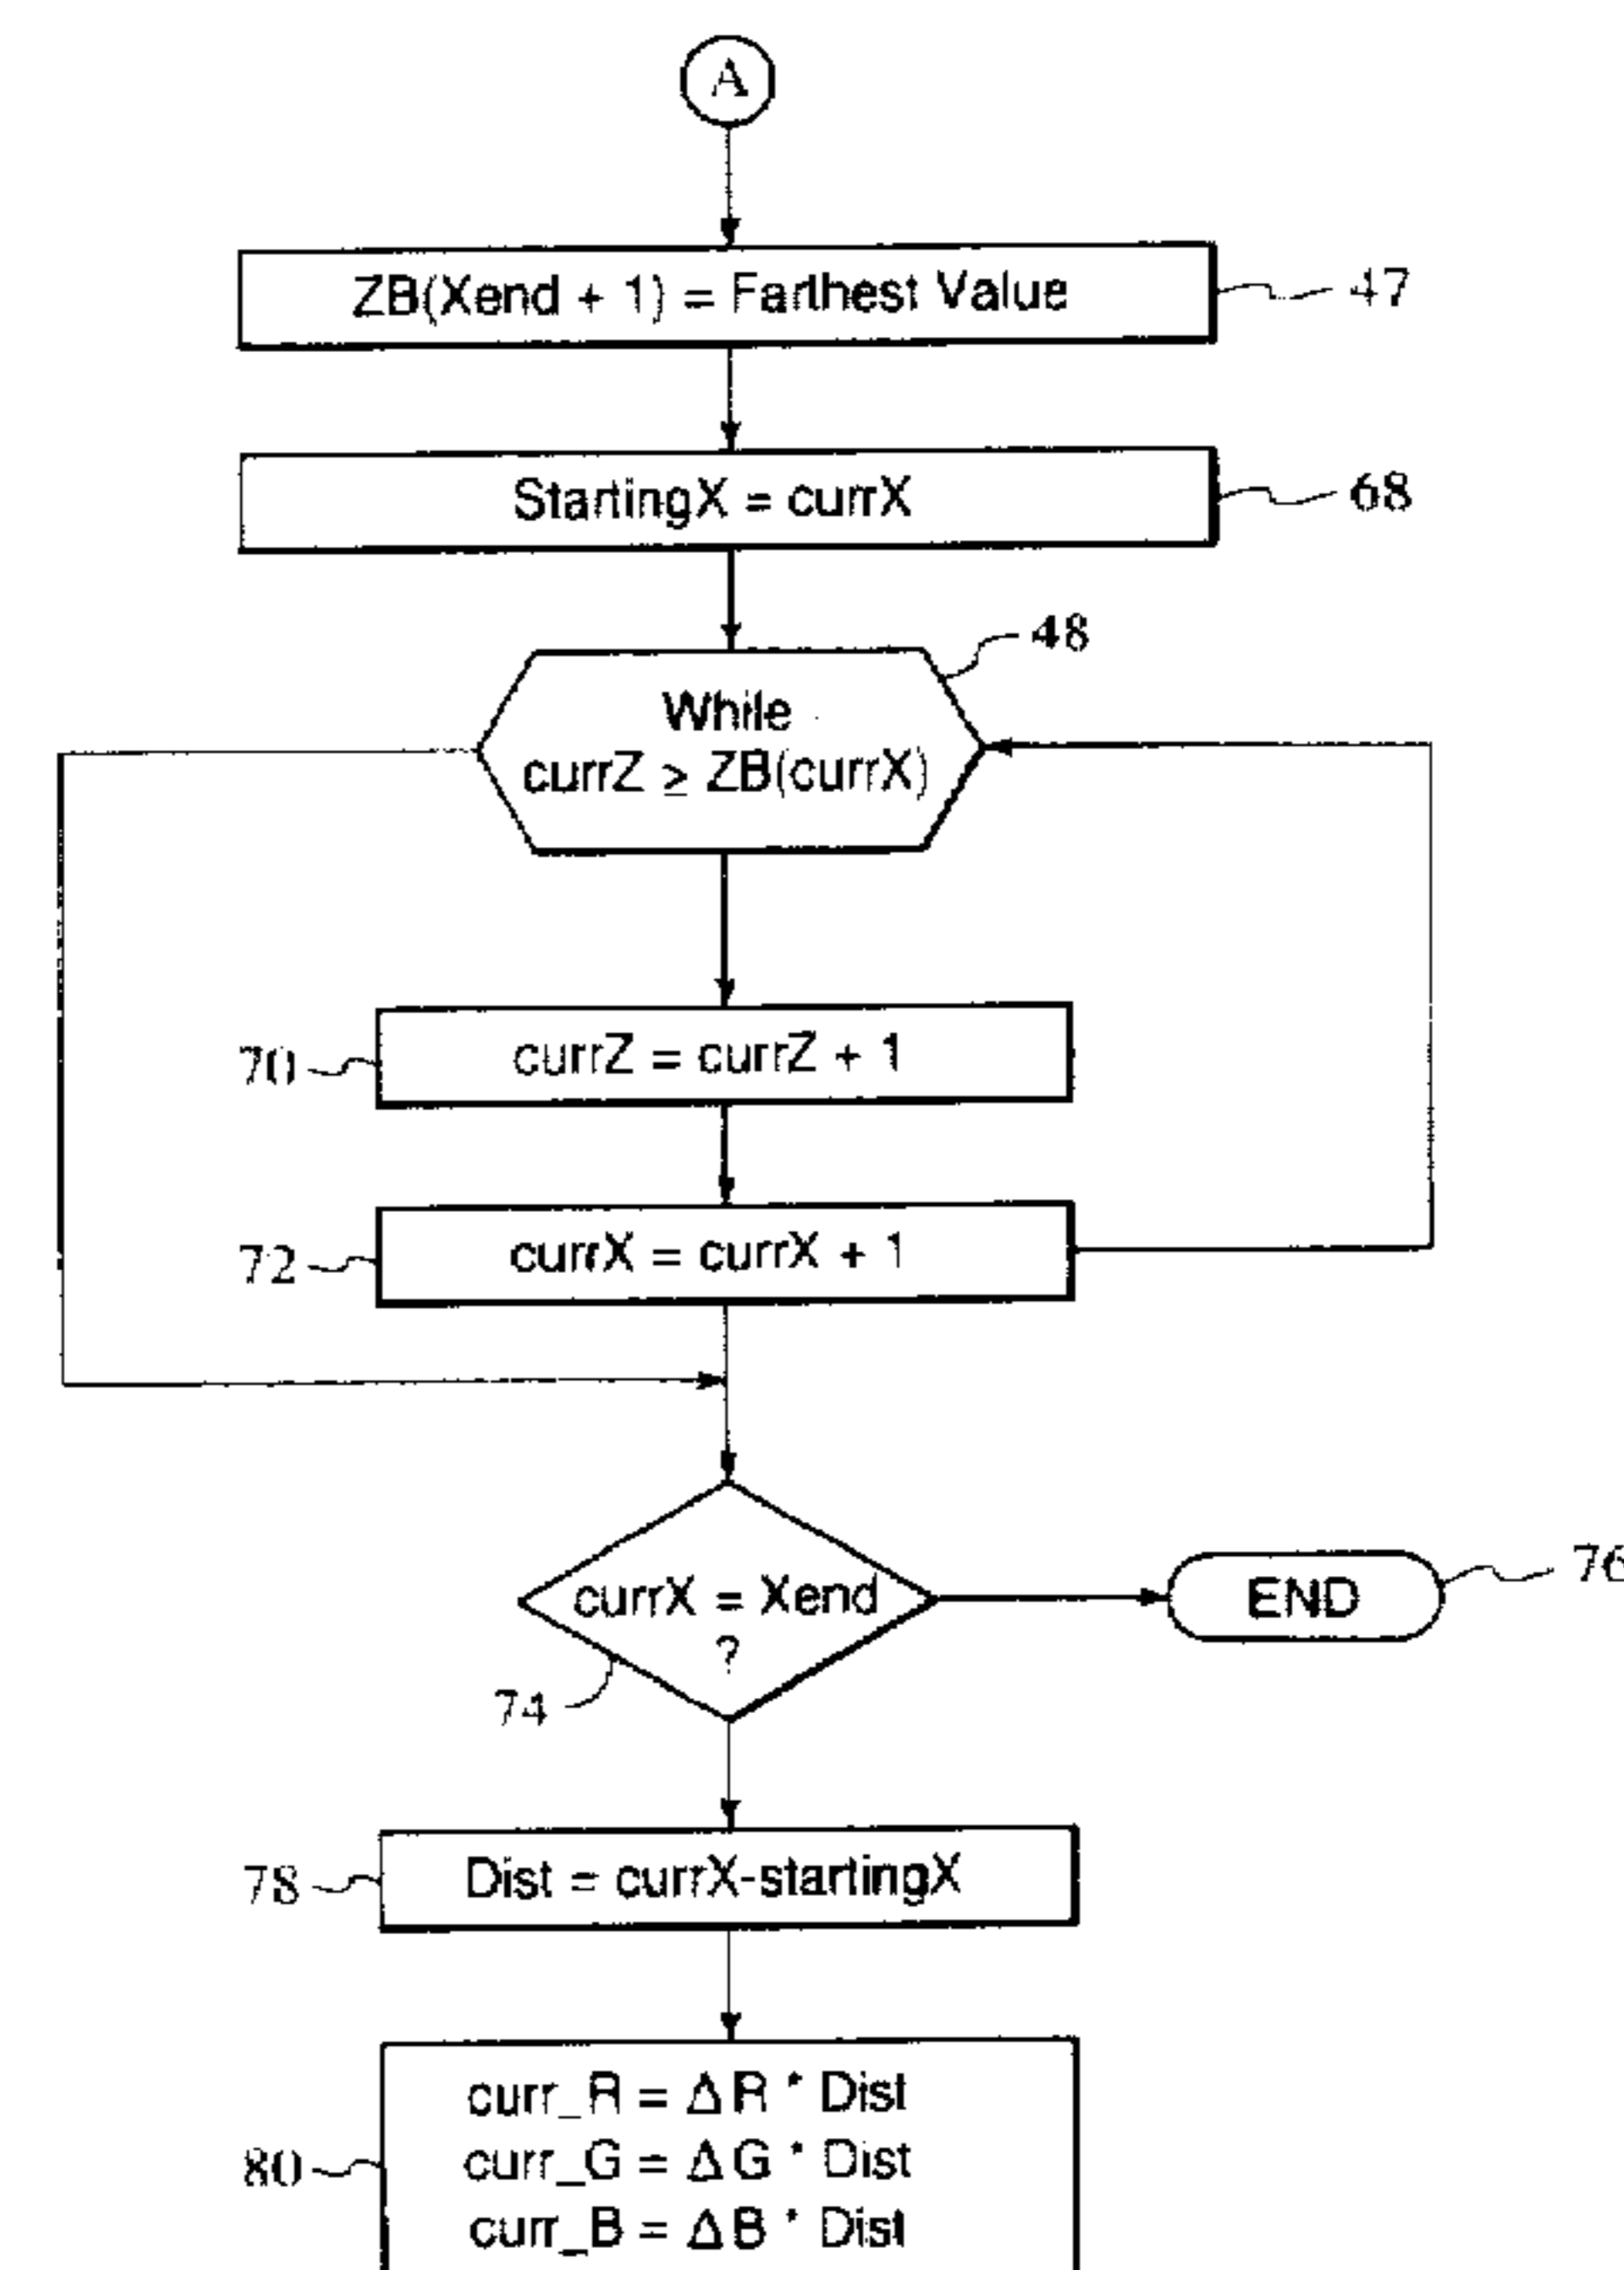 A
ZB(Xend + 1) = Farthest Value
47
StartingX = currX
68
48
While
currZ ≥ ZB(currX)
70
currZ = currZ + 1
72
currX = currX + 1
currX = Xend
?
74
END
76
78
Dist = currX-startingX
80
curr_R = ΔR * Dist
curr_G = ΔG * Dist
curr_B = ΔB * Dist